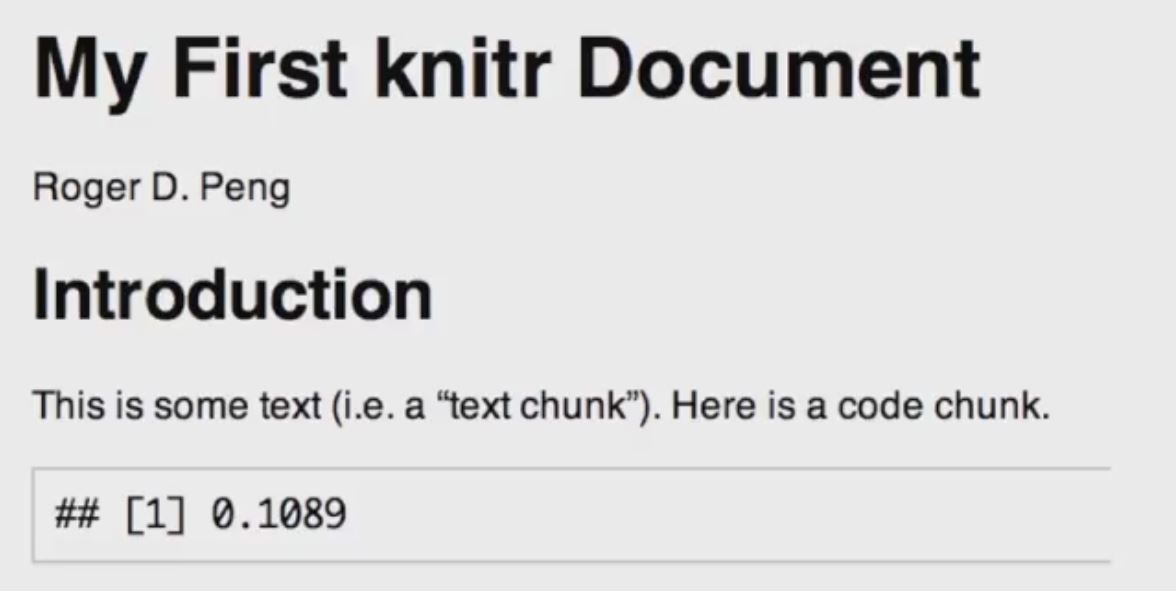 My First knitr Document
Roger D. Peng
Introduction
This is some text (i.e. a “text chunk”). Here is a code chunk.
## [1] 0.1089